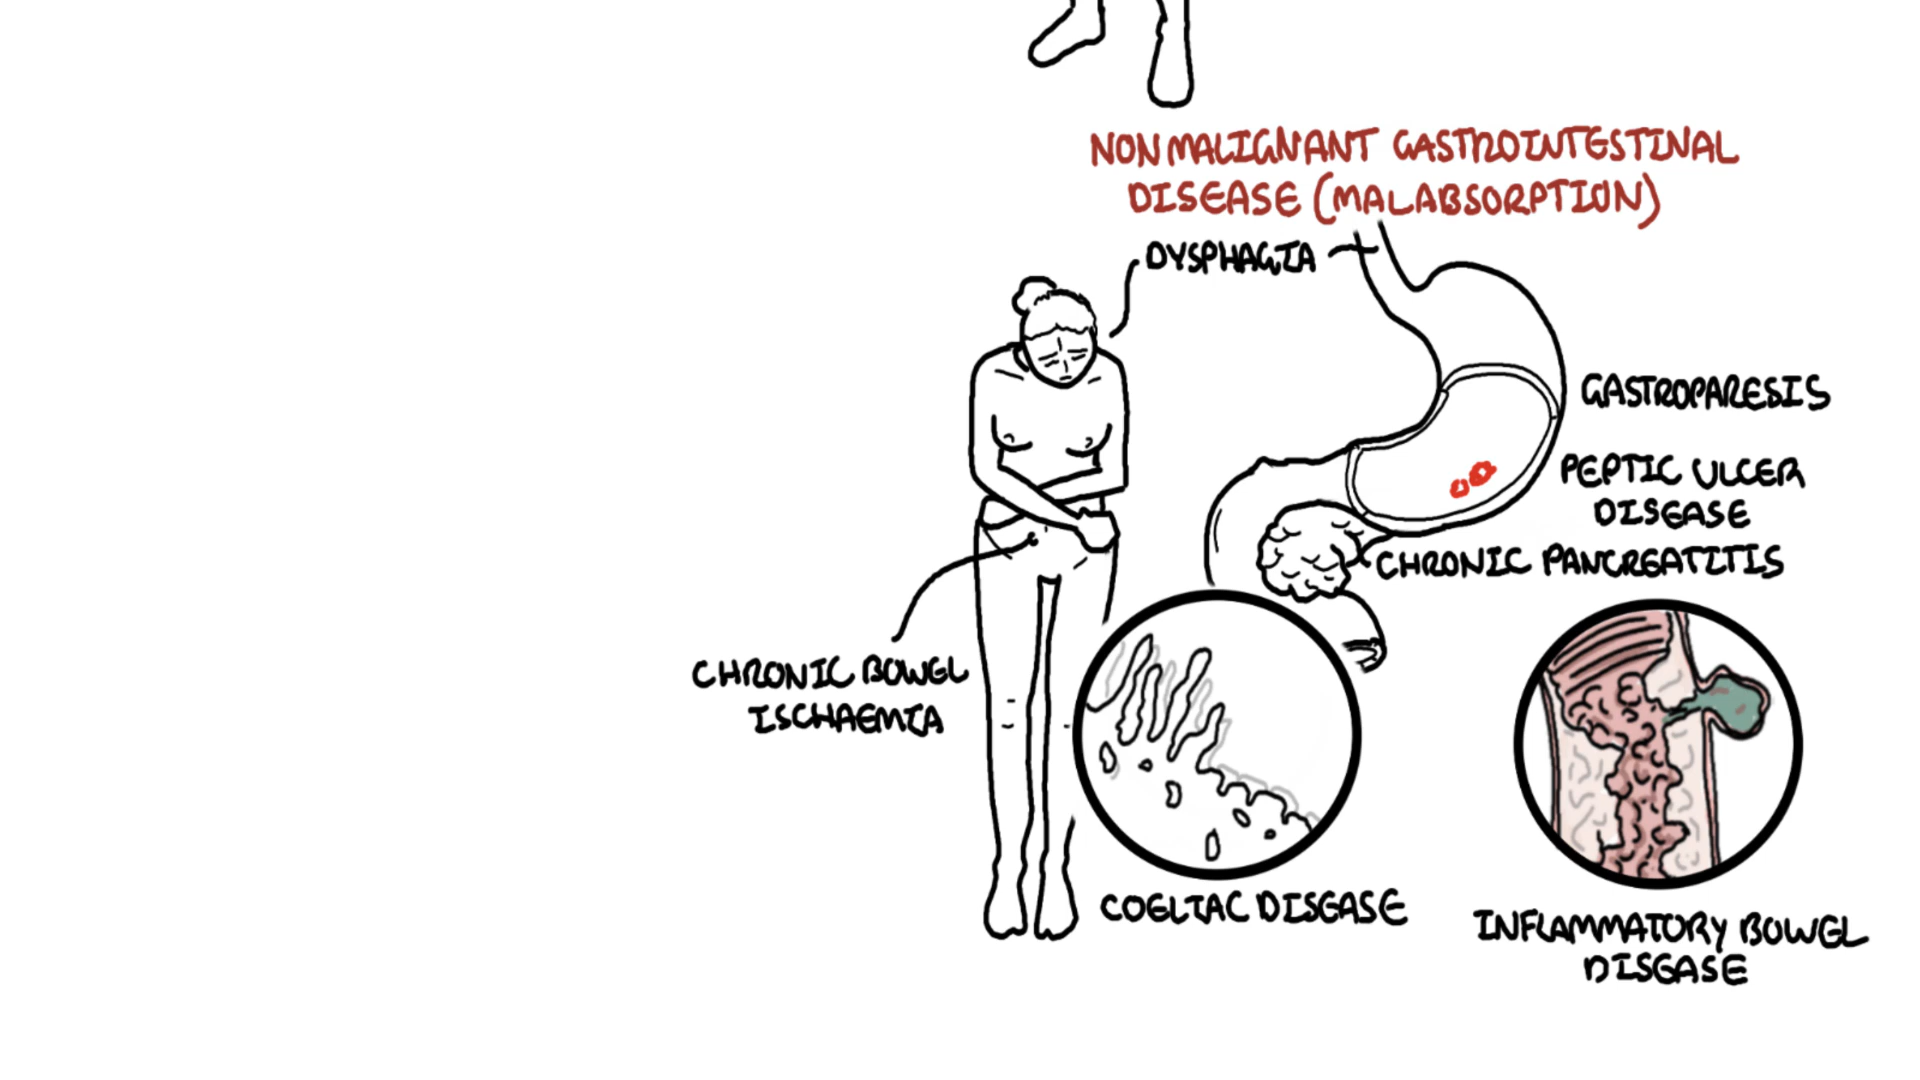 NON MALIGNANT GASTROINTESTINAL
DISEASE (MALABSORPTION)
DYSPHAGIA
GASTROPARESIS
PEPTIC ULCER
DISEASE
CHRONIC PANCREATITIS
CHRONIC BOWEL
ISCHAEMIA
COELIAC DISEASE
INFLAMMATORY BOWEL
DISEASE